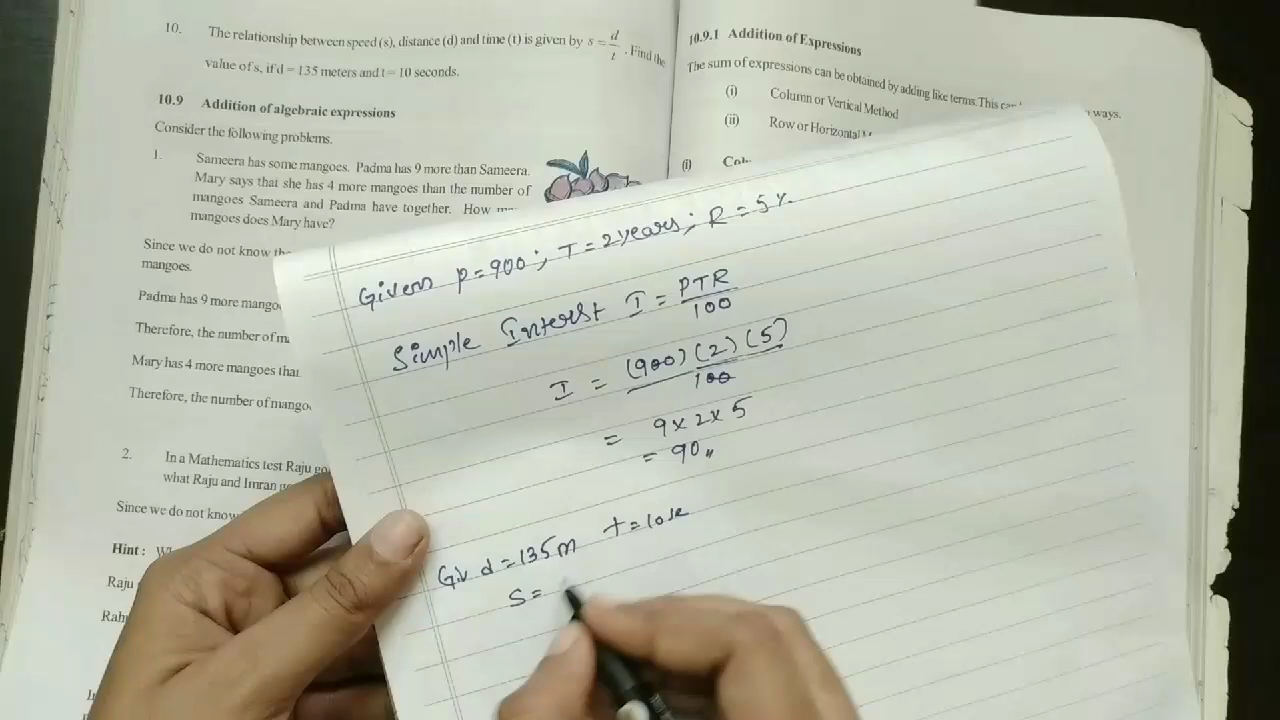 10. The relationship between speed (s), distance (d) and time (t) is given by s = d/t. Find the
value of s, if d = 135 meters and t = 10 seconds.
10.9 Addition of algebraic expressions
Consider the following problems.
1. Sameera has some mangoes. Padma has 9 more than Sameera.
Mary says that she has 4 more mangoes than the number of
mangoes Sameera and Padma have together. How
mangoes does Mary have?
Since we do not know
mangoes.
Padma has 9 more
Therefore, the number of
Mary has 4 more mangoes that
Therefore, the number of
2. In a Mathematics test Raju
what Raju and Imran
Since we do not know
Hint:
Raju
10.9.1 Addition of Expressions
The sum of expressions can be obtained by adding like terms. This ways.
(i) Column or Vertical Method
(ii) Row or Horizontal
(i)
Given P = 900; T = 2 years; R = 5%.
Simple Interest I = PTR/100
I = (900)(2)(5)/100
= 9 x 2 x 5
= 90"
Giv d = 135m t = 10se
S =